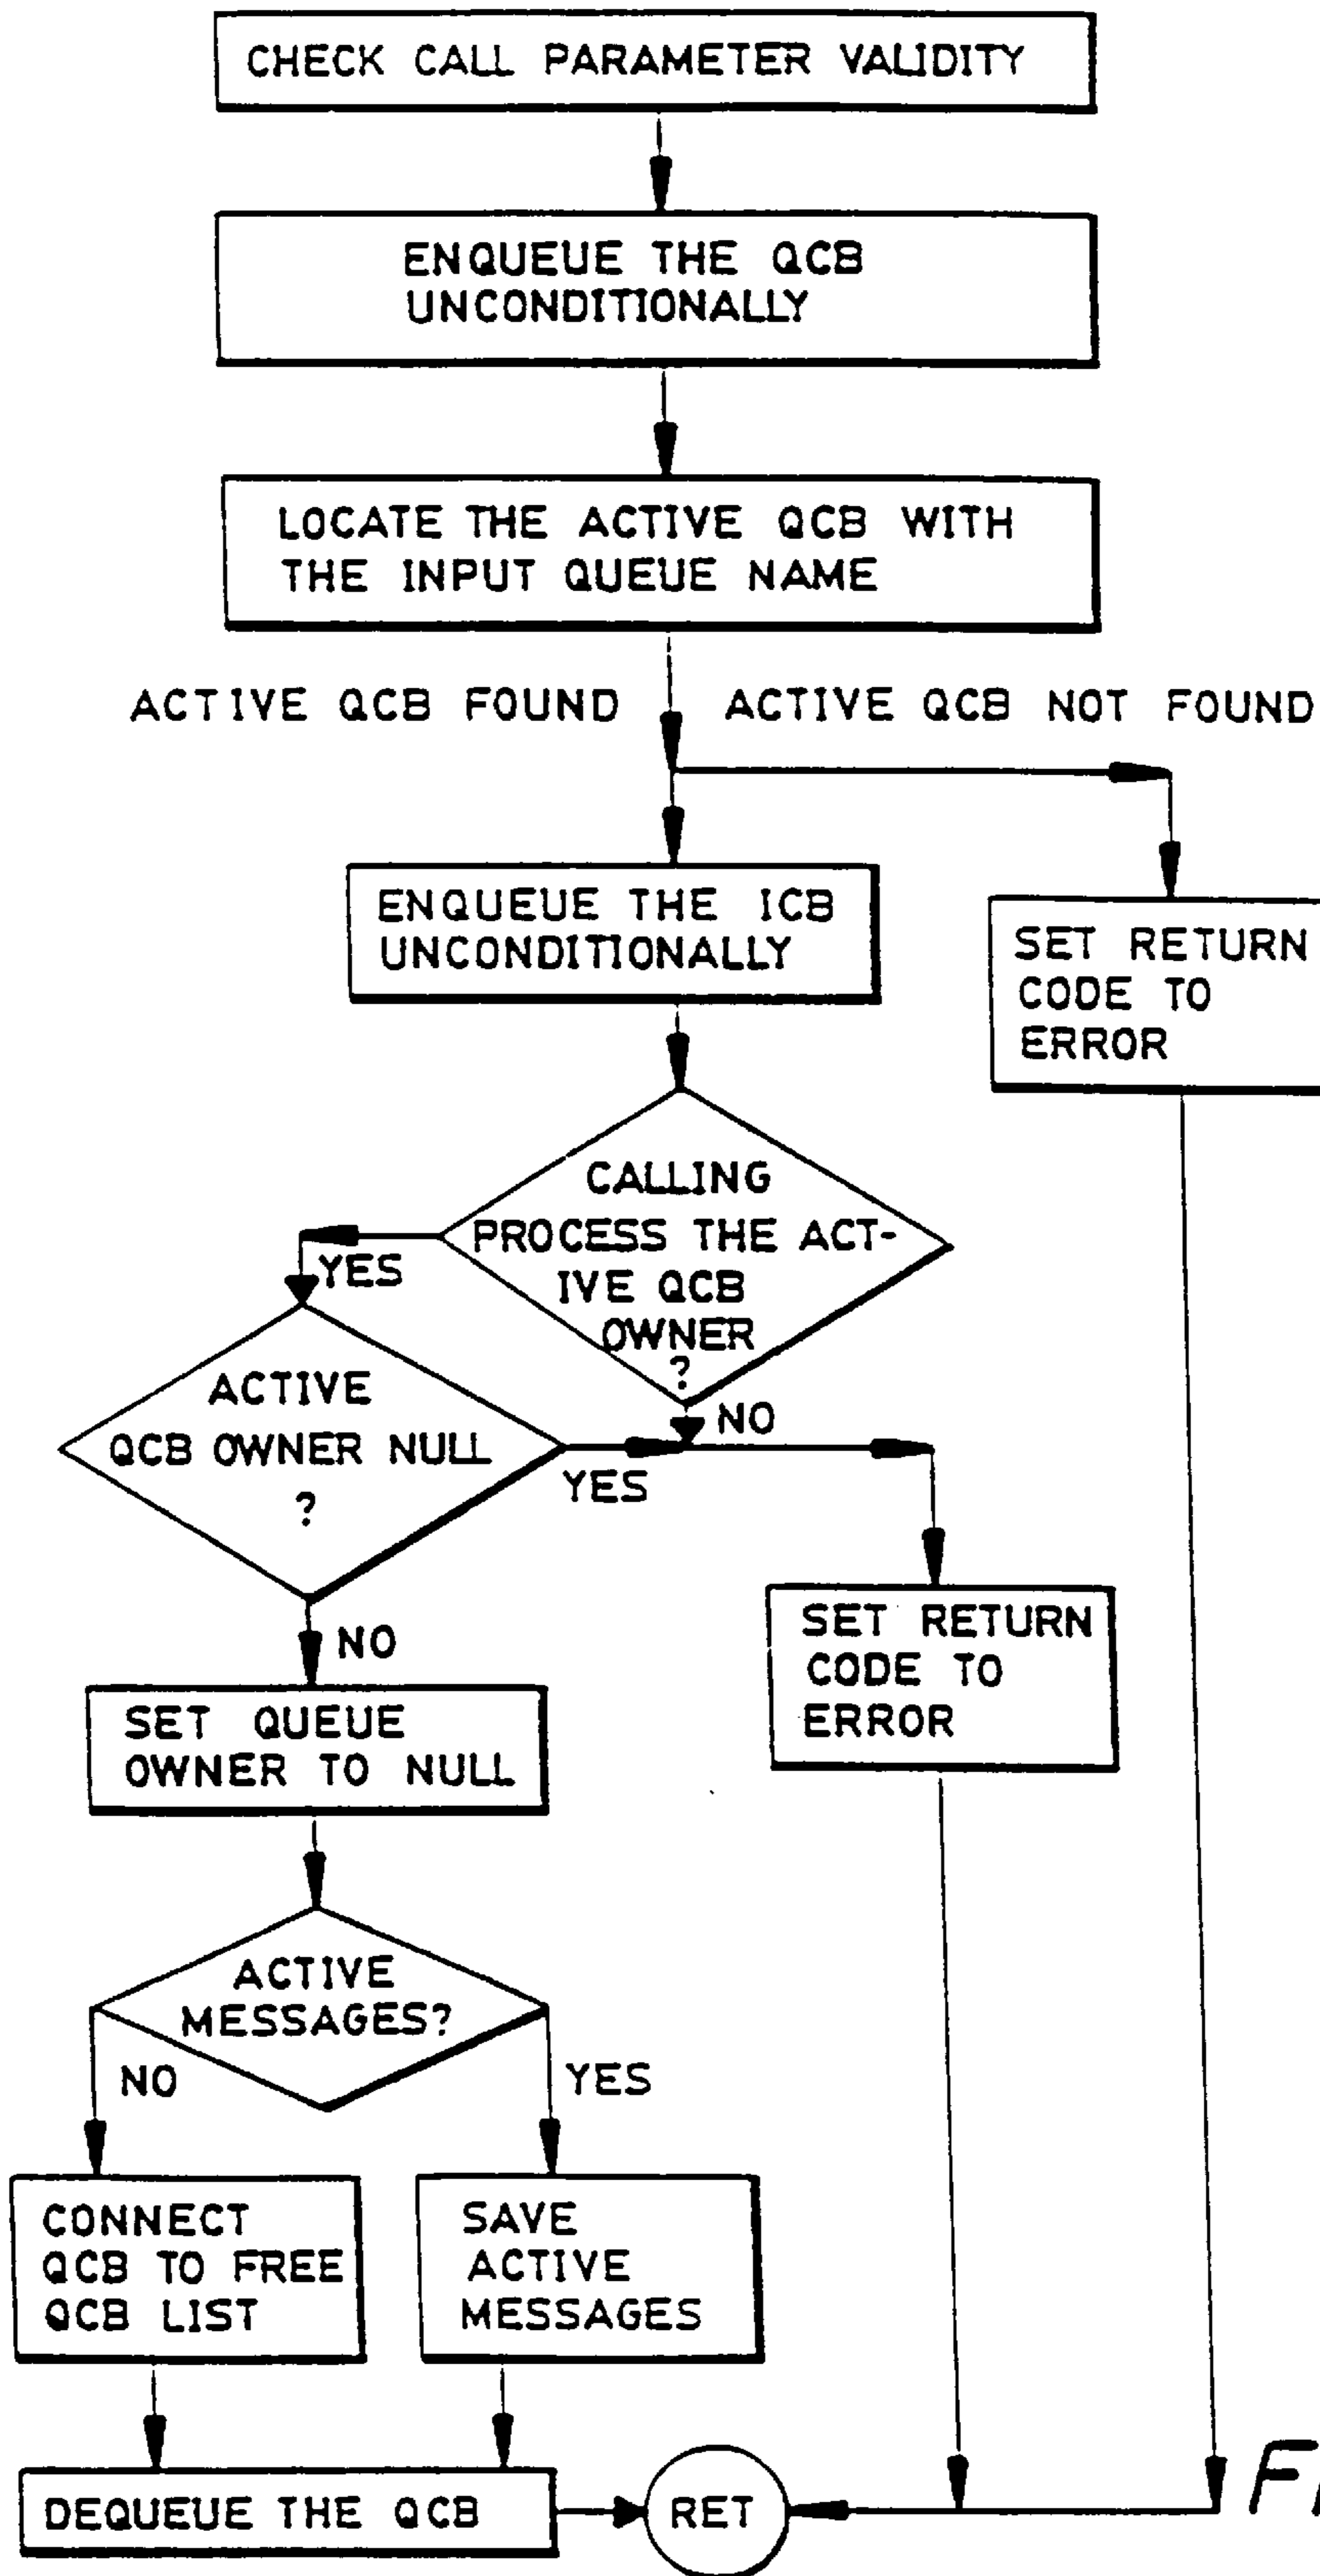 CHECK CALL PARAMETER VALIDITY
ENQUEUE THE QCB
UNCONDITIONALLY
LOCATE THE ACTIVE QCB WITH
THE INPUT QUEUE NAME
ACTIVE QCB FOUND
ACTIVE QCB NOT FOUND
ENQUEUE THE ICB
UNCONDITIONALLY
SET RETURN
CODE TO
ERROR
CALLING
PROCESS THE ACT-
IVE QCB
OWNER
?
YES
NO
ACTIVE
QCB OWNER NULL
?
YES
NO
SET RETURN
CODE TO
ERROR
SET QUEUE
OWNER TO NULL
ACTIVE
MESSAGES?
NO
YES
CONNECT
QCB TO FREE
QCB LIST
SAVE
ACTIVE
MESSAGES
DEQUEUE THE QCB
RET